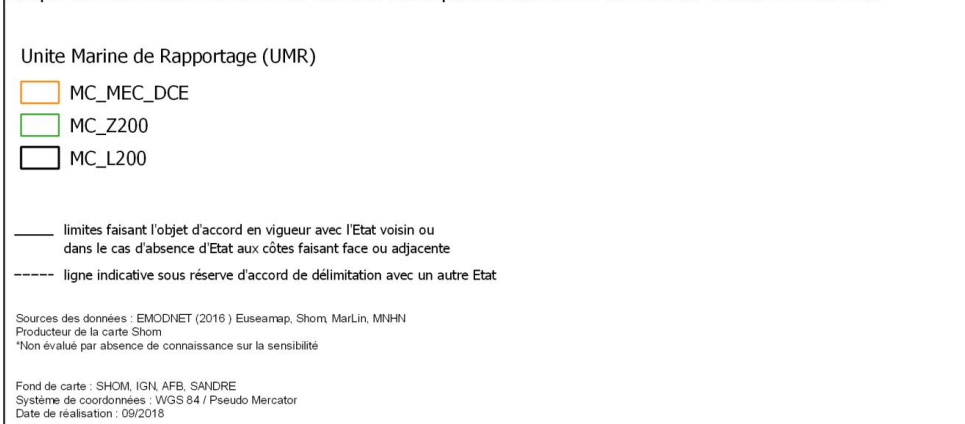 Unite Marine de Rapportage (UMR)
MC_MEC_DCE
MC_Z200
MC_L200
limites faisant l'objet d'accord en vigueur avec l'Etat voisin ou
dans le cas d'absence d'Etat aux côtes faisant face ou adjacente
ligne indicative sous réserve d'accord de délimitation avec un autre Etat
Sources des données : EMODNET (2016 ) Euseamap, Shom, MarLin, MNHN
Producteur de la carte Shom
*Non évalué par absence de connaissance sur la sensibilité
Fond de carte : SHOM, IGN, AFB, SANDRE
Système de coordonnées : WGS 84 / Pseudo Mercator
Date de réalisation : 09/2018